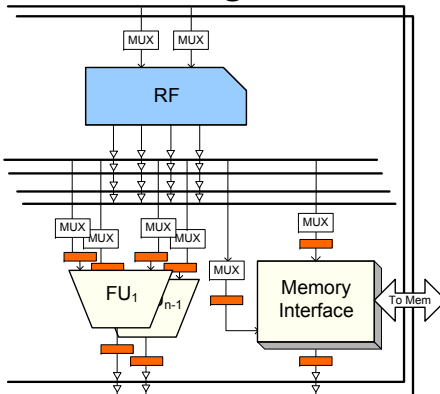 MUX MUX
RF
MUX MUX MUX MUX MUX
MUX
FU1
n-1
Memory
Interface
To Mem